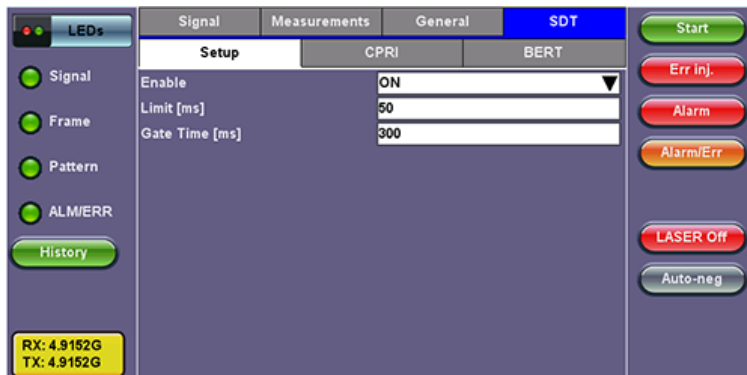 LEDs
Signal
Frame
Pattern
ALM/ERR
History
RX: 4.9152G
TX: 4.9152G
Signal Measurements General SDT
Setup CPRI BERT
Enable ON
Limit [ms] 50
Gate Time [ms] 300
Start
Err inj.
Alarm
Alarm/Err
LASER Off
Auto-neg